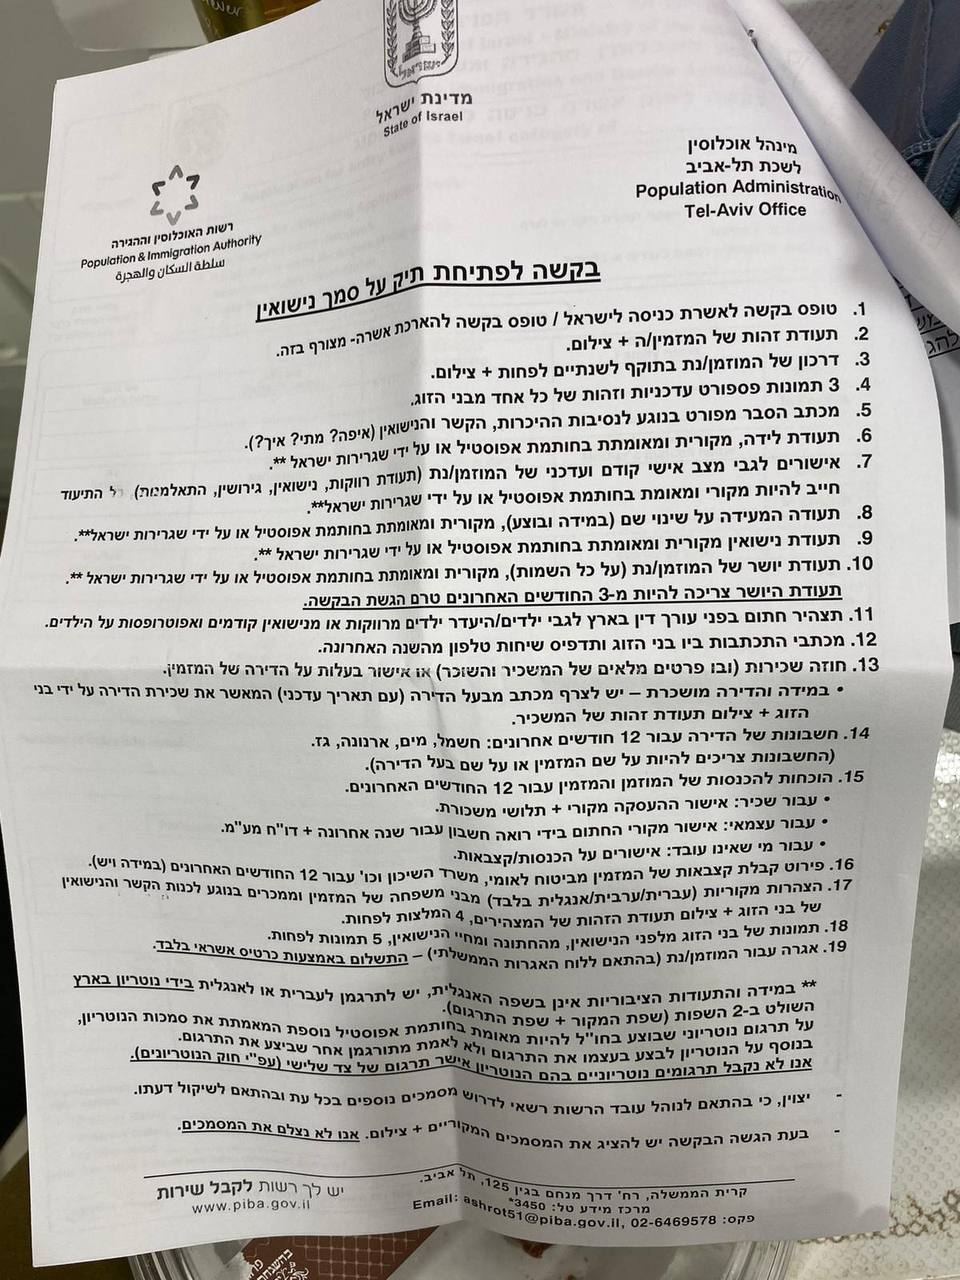 ישראל
מדינת ישראל
State of Israel
מינהל אוכלוסין
לשכת תל-אביב
Population Administration
Tel-Aviv Office
רשות האוכלוסין וההגירה
Population & Immigration Authority
سلطة السكان والهجرة
בקשה לפתיחת תיק על סמך נישואין
1. טופס בקשה לאשרת כניסה לישראל / טופס בקשה להארכת אשרה- מצורף בזה.
2. תעודת זהות של המזמין/ה + צילום.
3. דרכון של המוזמן/נת בתוקף לשנתיים לפחות + צילום.
4. 3 תמונות פספורט עדכניות וזהות של כל אחד מבני הזוג.
5. מכתב הסבר מפורט בנוגע לנסיבות ההיכרות, הקשר והנישואין (איפה? מתי? איך?).
6. תעודת לידה, מקורית ומאומתת בחותמת אפוסטיל או על ידי שגרירות ישראל **.
7. אישורים לגבי מצב אישי קודם ועדכני של המוזמן/נת (תעודת רווקות, נישואין, גירושין, התאלמנות). כל התיעוד
חייב להיות מקורי ומאומת בחותמת אפוסטיל או על ידי שגרירות ישראל**.
8. תעודה המעידה על שינוי שם (במידה ובוצע), מקורית ומאומתת בחותמת אפוסטיל או על ידי שגרירות ישראל**.
9. תעודת נישואין מקורית ומאומתת בחותמת אפוסטיל או על ידי שגרירות ישראל **.
10. תעודת יושר של המוזמן/נת (על כל השמות), מקורית ומאומתת בחותמת אפוסטיל או על ידי שגרירות ישראל **.
תעודת היושר צריכה להיות מ-3 החודשים האחרונים טרם הגשת הבקשה.
11. תצהיר חתום בפני עורך דין בארץ לגבי ילדים/היעדר ילדים מרווקות או מנישואין קודמים ואפוטרופסות על הילדים.
12. מכתבי התכתבות בין בני הזוג ותדפיס שיחות טלפון מהשנה האחרונה.
13. חוזה שכירות (ובו פרטים מלאים של המשכיר והשוכר) או אישור בעלות על הדירה של המזמין.
• במידה והדירה מושכרת – יש לצרף מכתב מבעל הדירה (עם תאריך עדכני) המאשר את שכירת הדירה על ידי בני
הזוג + צילום תעודת זהות של המשכיר.
14. חשבונות של הדירה עבור 12 חודשים אחרונים: חשמל, מים, ארנונה, גז.
(החשבונות צריכים להיות על שם המזמין או על שם בעל הדירה).
15. הוכחות להכנסות של המוזמן והמזמין עבור 12 החודשים האחרונים.
• עבור שכיר: אישור ההעסקה מקורי + תלושי משכורת.
• עבור עצמאי: אישור מקורי החתום בידי רואה חשבון עבור שנה אחרונה + דו"ח מע"מ.
• עבור מי שאינו עובד: אישורים על הכנסות/קצבאות.
16. פירוט קבלת קצבאות של המזמין מביטוח לאומי, משרד השיכון וכו' עבור 12 החודשים האחרונים (במידה ויש).
17. הצהרות מקוריות (עברית/ערבית/אנגלית בלבד) מבני משפחה של המזמין וממכרים בנוגע לכנות הקשר והנישואין
של בני הזוג + צילום תעודת הזהות של המצהירים, 4 המלצות לפחות.
18. תמונות של בני הזוג מלפני הנישואין, מהחתונה ומחיי הנישואין, 5 תמונות לפחות.
19. אגרה עבור המוזמן/נת (בהתאם ללוח האגרות הממשלתי) – התשלום באמצעות כרטיס אשראי בלבד.
** במידה והתעודות הציבוריות אינן בשפה האנגלית, יש לתרגמן לעברית או לאנגלית בידי נוטריון בארץ
השולט ב-2 השפות (שפת המקור + שפת התרגום).
על תרגום נוטריוני שבוצע בחו"ל להיות מאומת בחותמת אפוסטיל נוספת המאמתת את סמכות הנוטריון,
בנוסף על הנוטריון לבצע בעצמו את התרגום ולא לאמת מתורגמן אחר שביצע את התרגום.
אנו לא נקבל תרגומים נוטריוניים בהם הנוטריון אישר תרגום של צד שלישי (עפ"י חוק הנוטריונים).
- יצוין, כי בהתאם לנוהל עובד הרשות רשאי לדרוש מסמכים נוספים בכל עת ובהתאם לשיקול דעתו.
- בעת הגשה הבקשה יש להציג את המסמכים המקוריים + צילום. אנו לא נצלם את המסמכים.
קרית הממשלה, רח' דרך מנחם בגין 125, תל אביב.
מרכז מידע טל: 3450*
Email: ashrot51@piba.gov.il, פקס: 02-6469578
יש לך רשות לקבל שירות
www.piba.gov.il